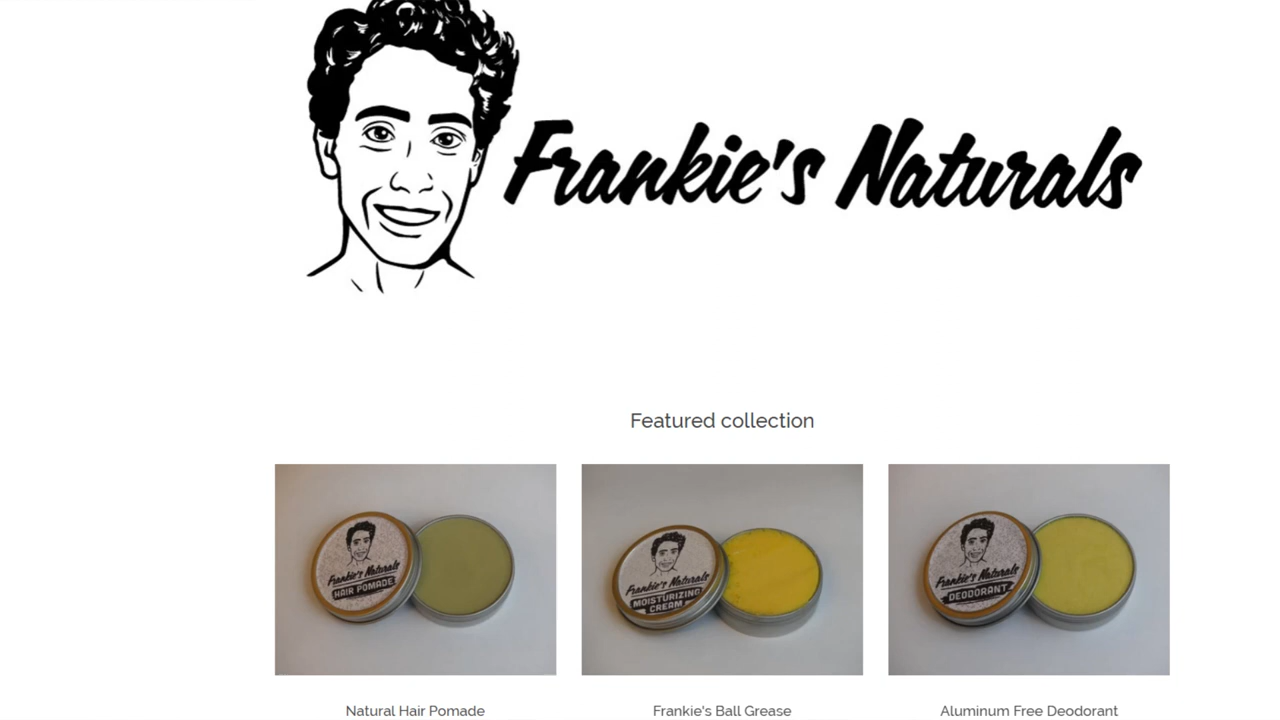 Frankie's Naturals
Featured collection
Frankie's Naturals
HAIR POMADE
Frankie's Naturals
MOISTURIZING
CREAM
Frankie's Naturals
DEODORANT
Natural Hair Pomade
Frankie's Ball Grease
Aluminum Free Deodorant